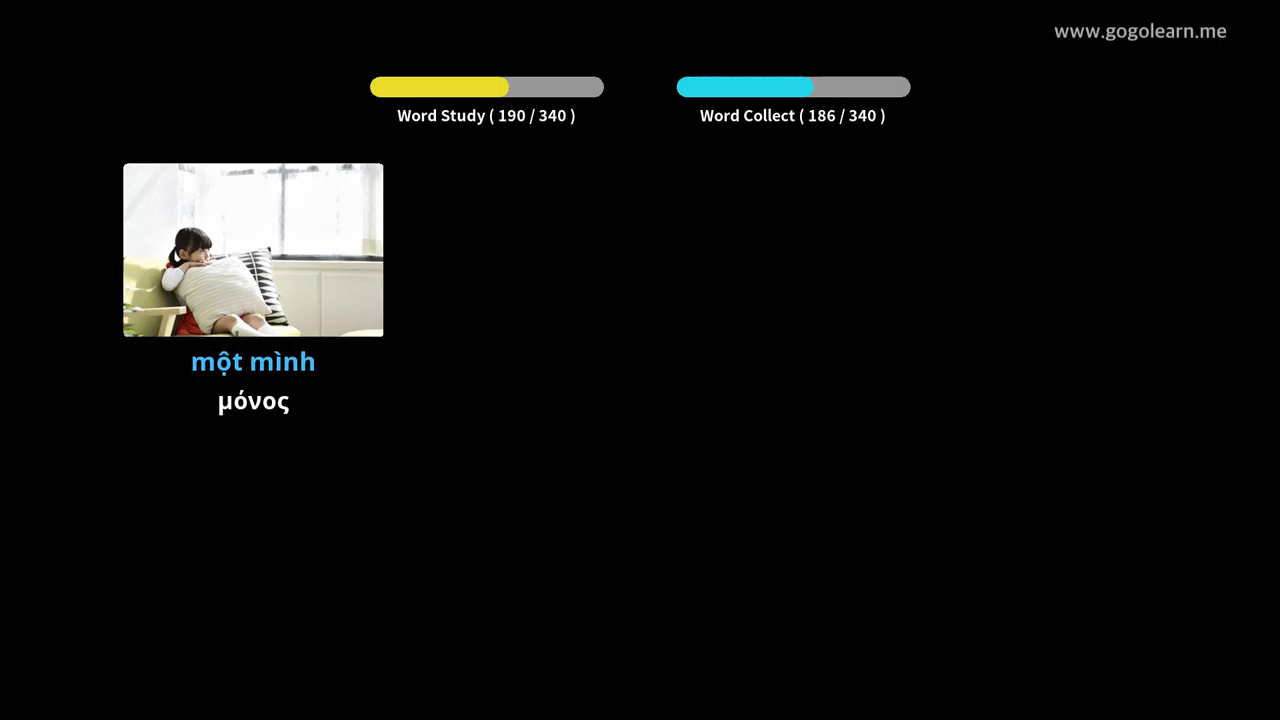 www.gogolearn.me
Word Study ( 190 / 340 )
Word Collect ( 186 / 340 )
một mình
μόνος